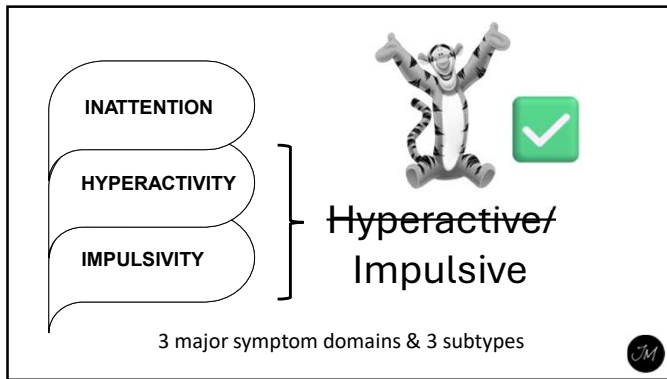 INATTENTION
HYPERACTIVITY
IMPULSIVITY
Hyperactive/
Impulsive
3 major symptom domains & 3 subtypes
JM